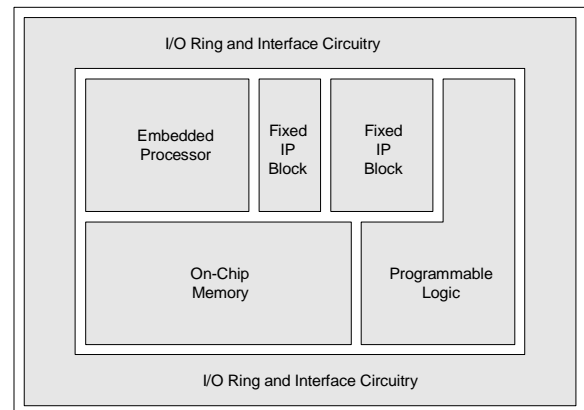 I/O Ring and Interface Circuitry
Embedded
Processor
Fixed
IP
Block
Fixed
IP
Block
On-Chip
Memory
Programmable
Logic
I/O Ring and Interface Circuitry